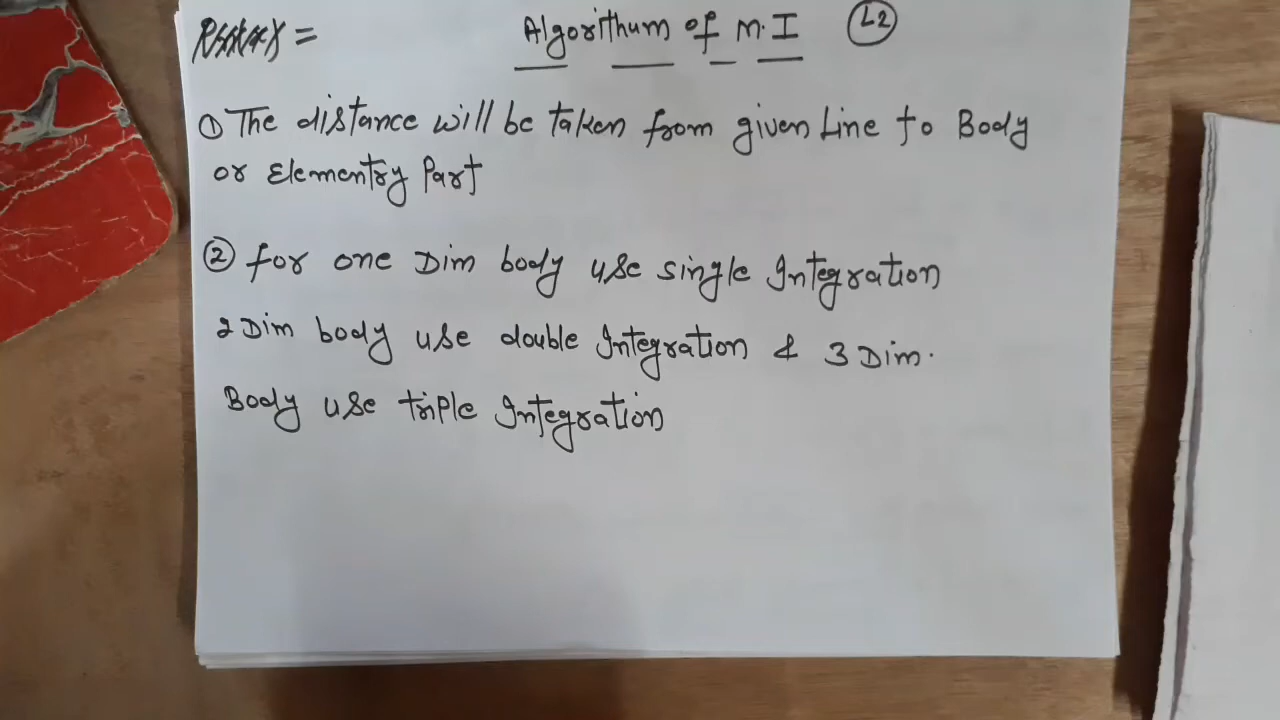 Algorithum of M.I L2
① The distance will be taken from given Line to Body
or Elementry Part
② for one Dim body use single Integration
2 Dim body use double Integration & 3 Dim.
Body use triple Integration